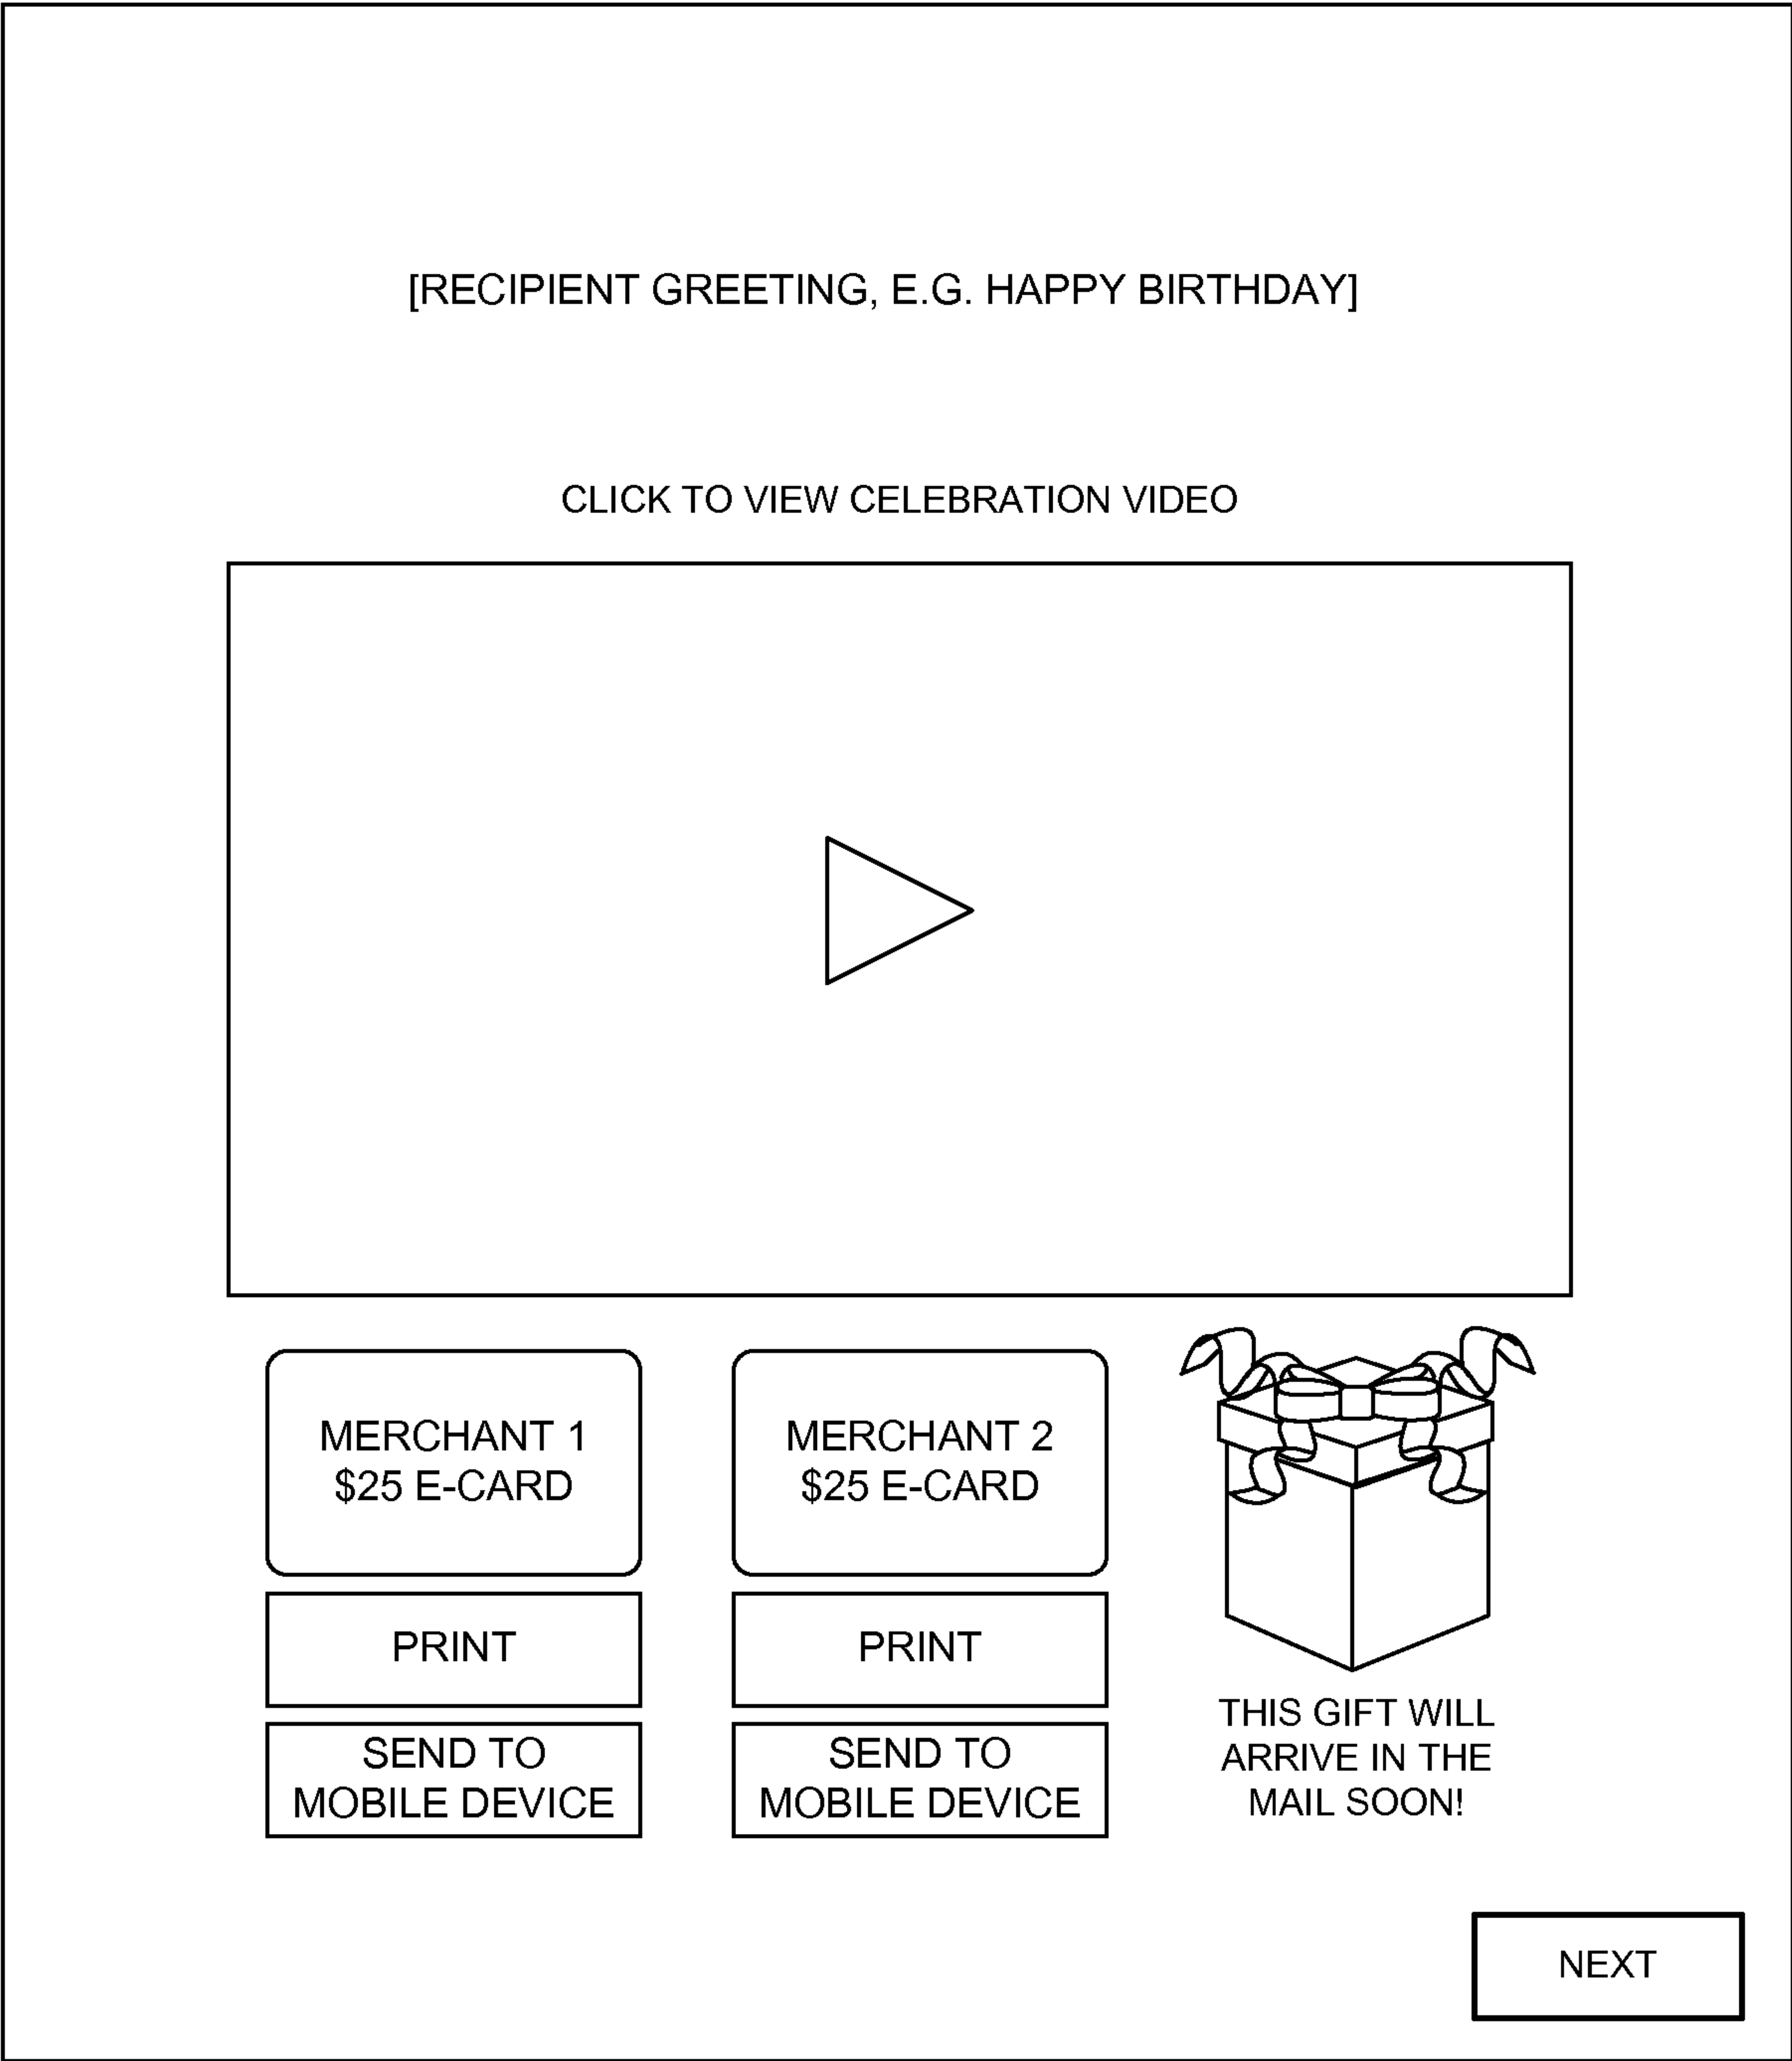 [RECIPIENT GREETING, E.G. HAPPY BIRTHDAY]
CLICK TO VIEW CELEBRATION VIDEO
MERCHANT 1
$25 E-CARD
PRINT
SEND TO
MOBILE DEVICE
MERCHANT 2
$25 E-CARD
PRINT
SEND TO
MOBILE DEVICE
THIS GIFT WILL
ARRIVE IN THE
MAIL SOON!
NEXT